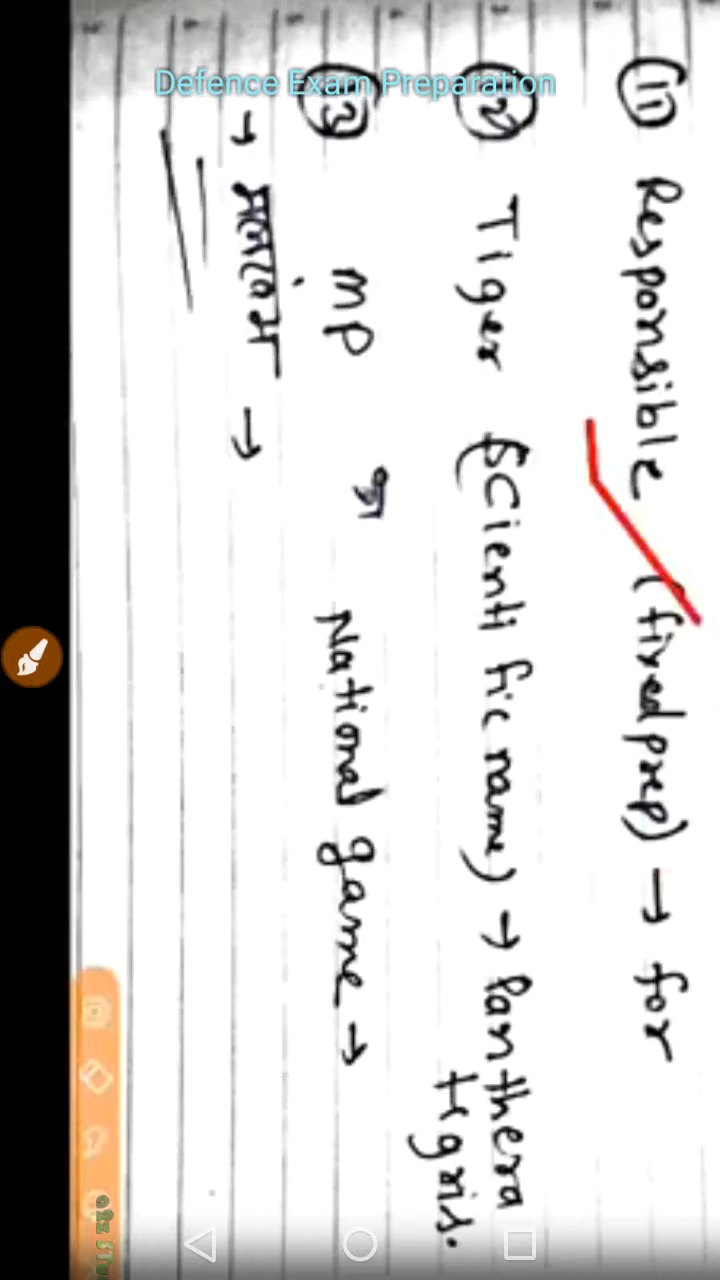 Defence Exam Preparation
(11) Responsible (fixed prep) → for
(12) Tiger (Scientific name) → Panthera
tigris.
(13) MP का National game →
→ मलखंभ →